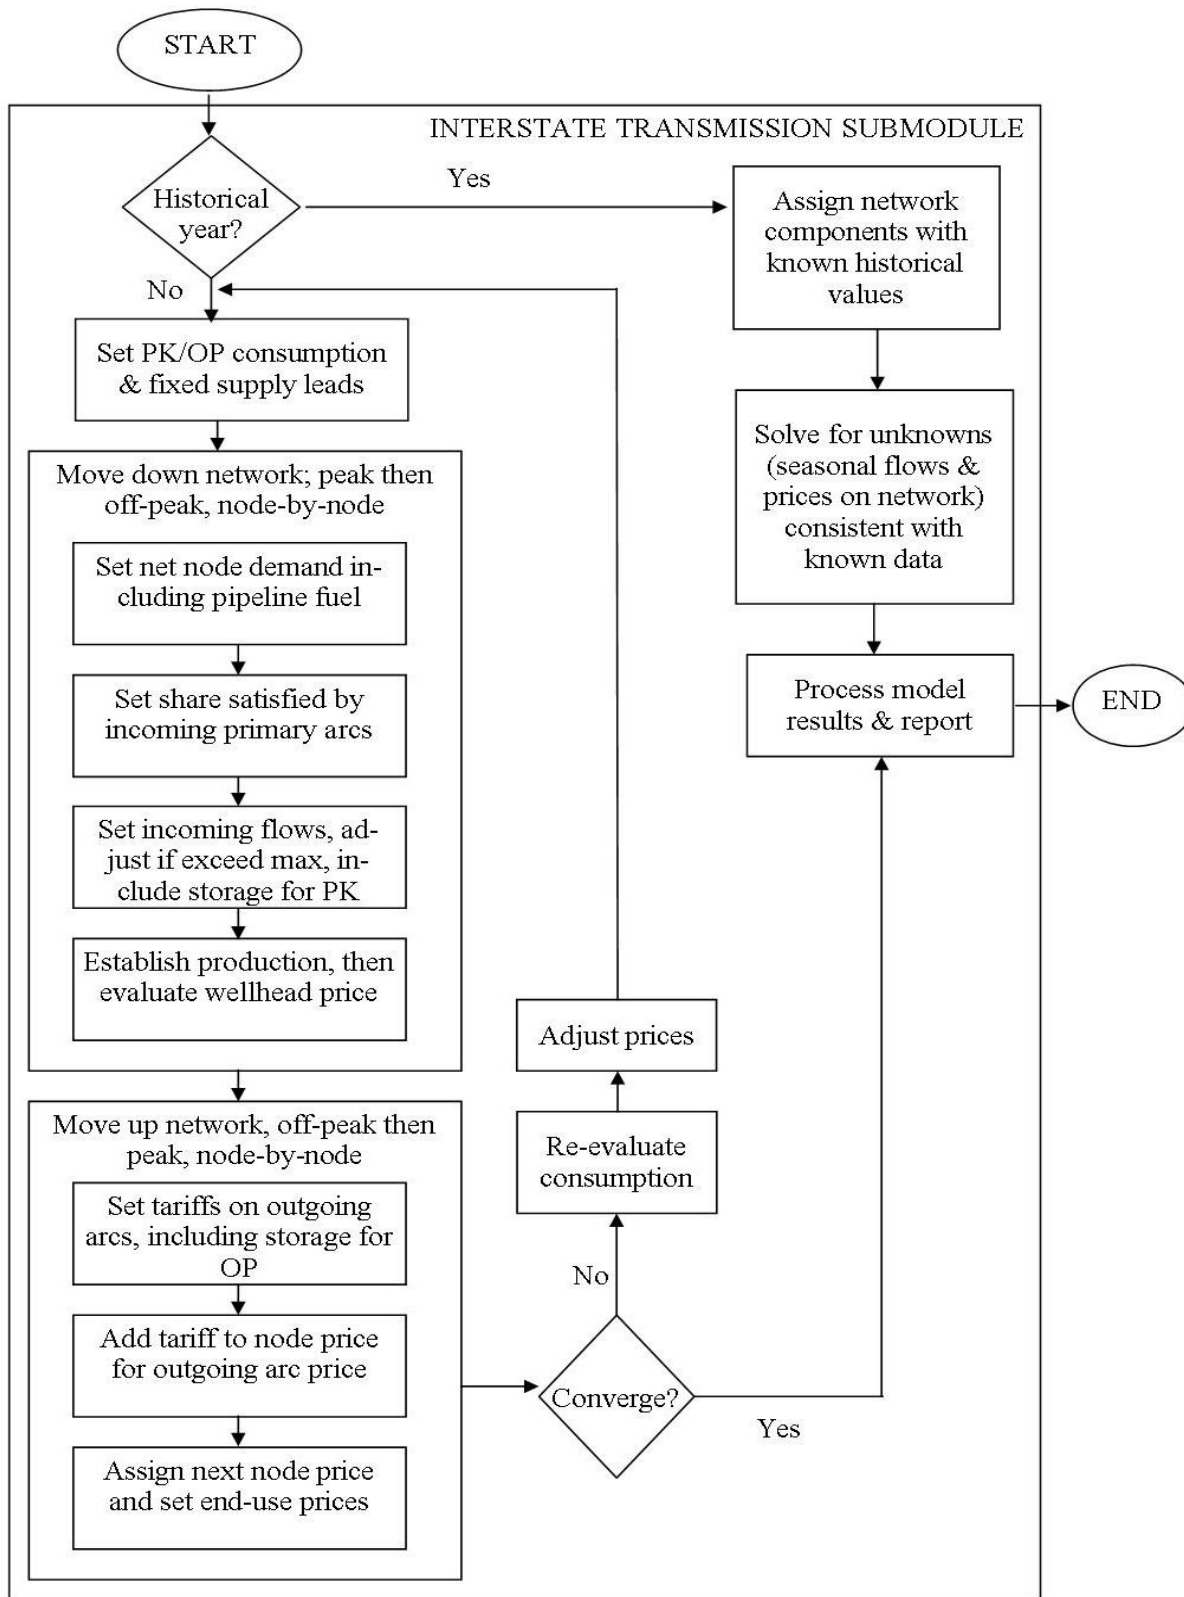 START
INTERSTATE TRANSMISSION SUBMODULE
Historical
year?
Yes
No
Assign network
components with
known historical
values
Set PK/OP consumption
& fixed supply leads
Solve for unknowns
(seasonal flows &
prices on network)
consistent with
known data
Move down network; peak then
off-peak, node-by-node
Set net node demand in-
cluding pipeline fuel
Set share satisfied by
incoming primary arcs
Process model
results & report
END
Set incoming flows, ad-
just if exceed max, in-
clude storage for PK
Establish production, then
evaluate wellhead price
Adjust prices
Move up network, off-peak then
peak, node-by-node
Re-evaluate
consumption
Set tariffs on outgoing
arcs, including storage for
OP
No
Add tariff to node price
for outgoing arc price
Converge?
Yes
Assign next node price
and set end-use prices